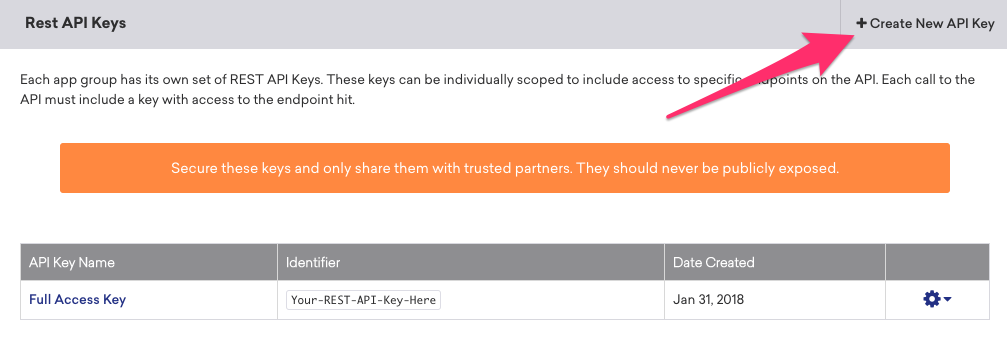 Rest API Keys
+ Create New API Key
Each app group has its own set of REST API Keys. These keys can be individually scoped to include access to specific endpoints on the API. Each call to the
API must include a key with access to the endpoint hit.
Secure these keys and only share them with trusted partners. They should never be publicly exposed.
API Key Name Identifier Date Created
Full Access Key Your-REST-API-Key-Here Jan 31, 2018